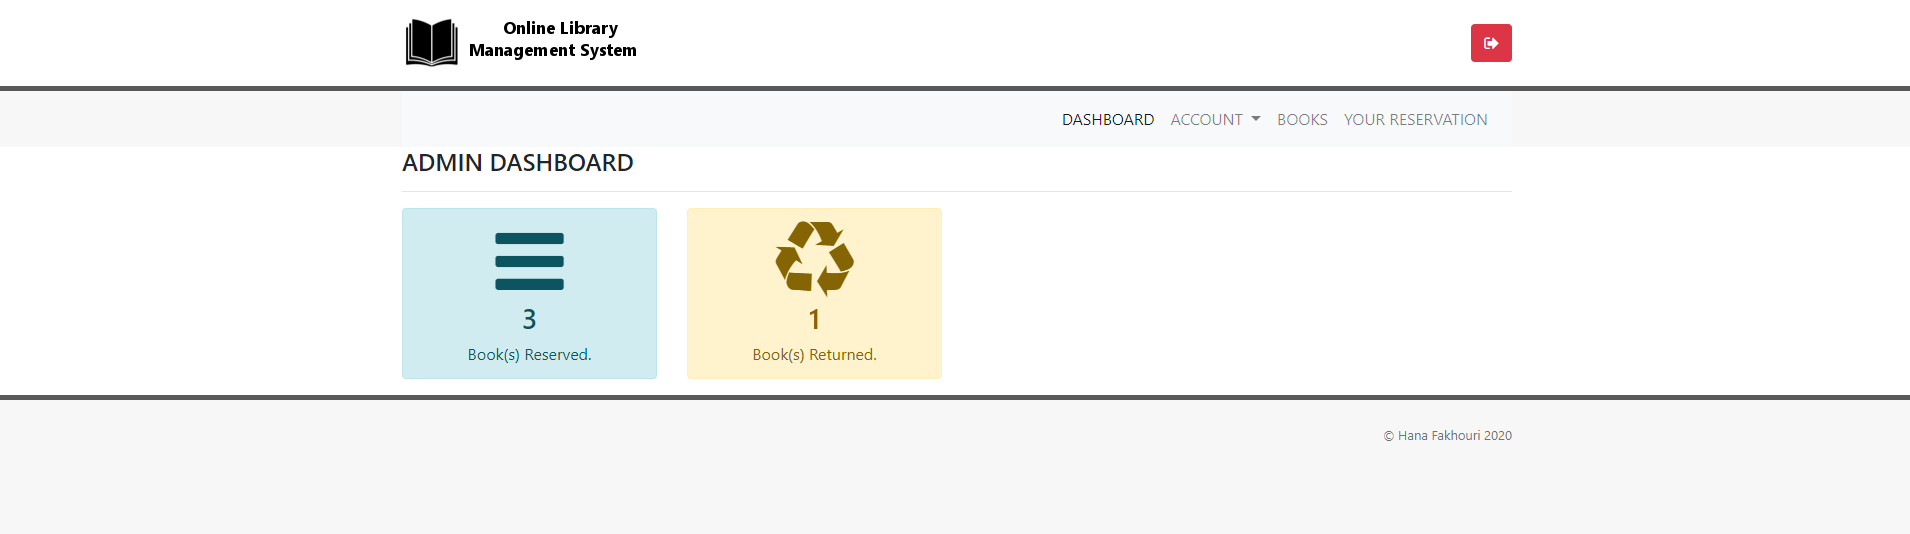 Online Library
Management System
DASHBOARD ACCOUNT BOOKS YOUR RESERVATION
ADMIN DASHBOARD
3
Book(s) Reserved.
1
Book(s) Returned.
© Hana Fakhouri 2020